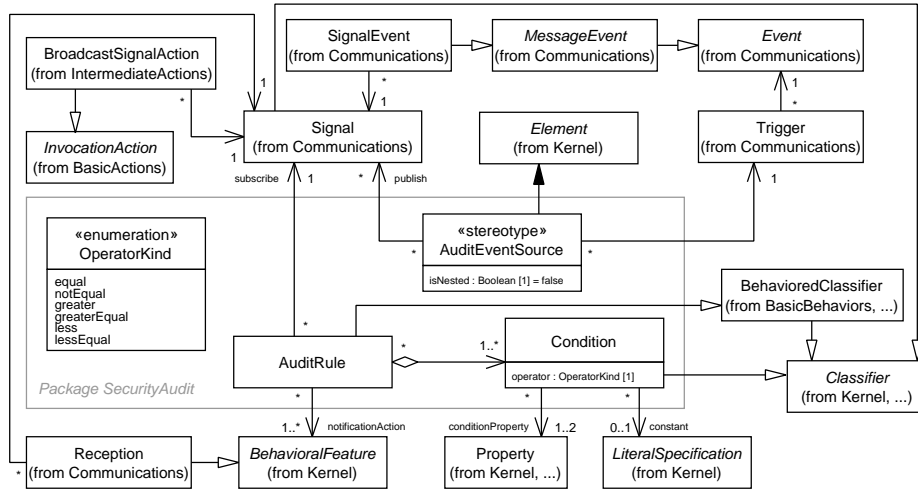 BroadcastSignalAction
(from IntermediateActions)
SignalEvent
(from Communications)
MessageEvent
(from Communications)
Event
(from Communications)
*
1
*
1
1
*
InvocationAction
(from BasicActions)
1
Signal
(from Communications)
Element
(from Kernel)
Trigger
(from Communications)
subscribe
1
*
publish
1
«enumeration»
OperatorKind
equal
notEqual
greater
greaterEqual
less
lessEqual
*
«stereotype»
AuditEventSource
isNested : Boolean [1] = false
*
BehavioredClassifier
(from BasicBehaviors, ...)
*
AuditRule
*
1..*
Condition
operator : OperatorKind [1]
Classifier
(from Kernel, ...)
Package SecurityAudit
*
*
*
1..*
notificationAction
conditionProperty
1..2
0..1
constant
*
Reception
(from Communications)
BehavioralFeature
(from Kernel)
Property
(from Kernel, ...)
LiteralSpecification
(from Kernel)